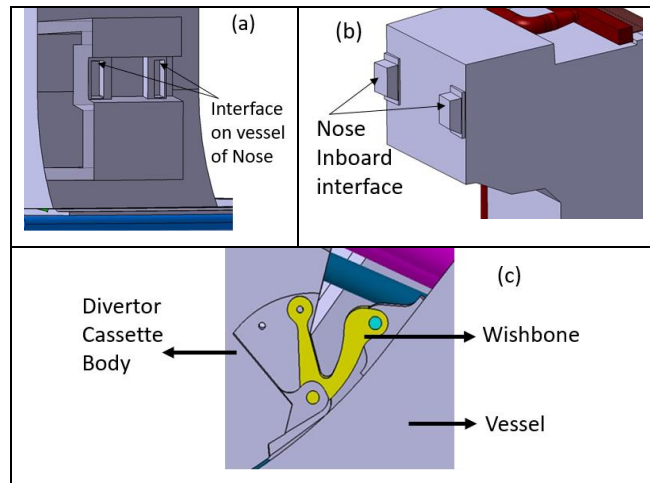 (a)
Interface
on vessel
of Nose
(b)
Nose
Inboard
interface
(c)
Divertor
Cassette
Body
Wishbone
Vessel